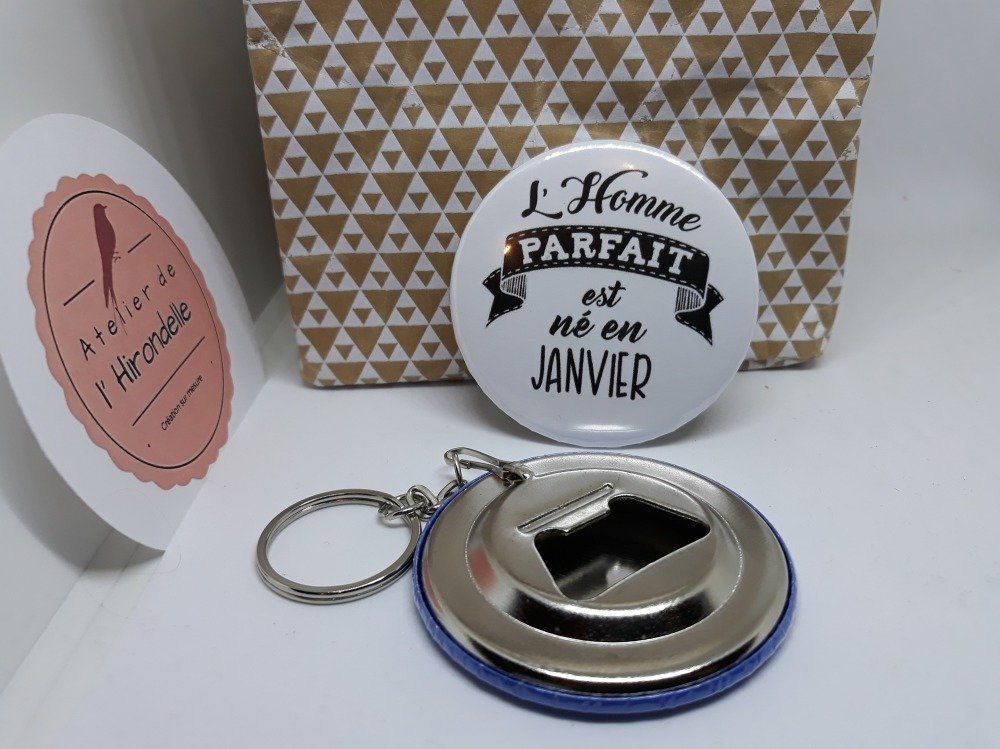 Atelier de
l'Hirondelle
Création sur mesure
L'Homme
PARFAIT
est
né en
JANVIER